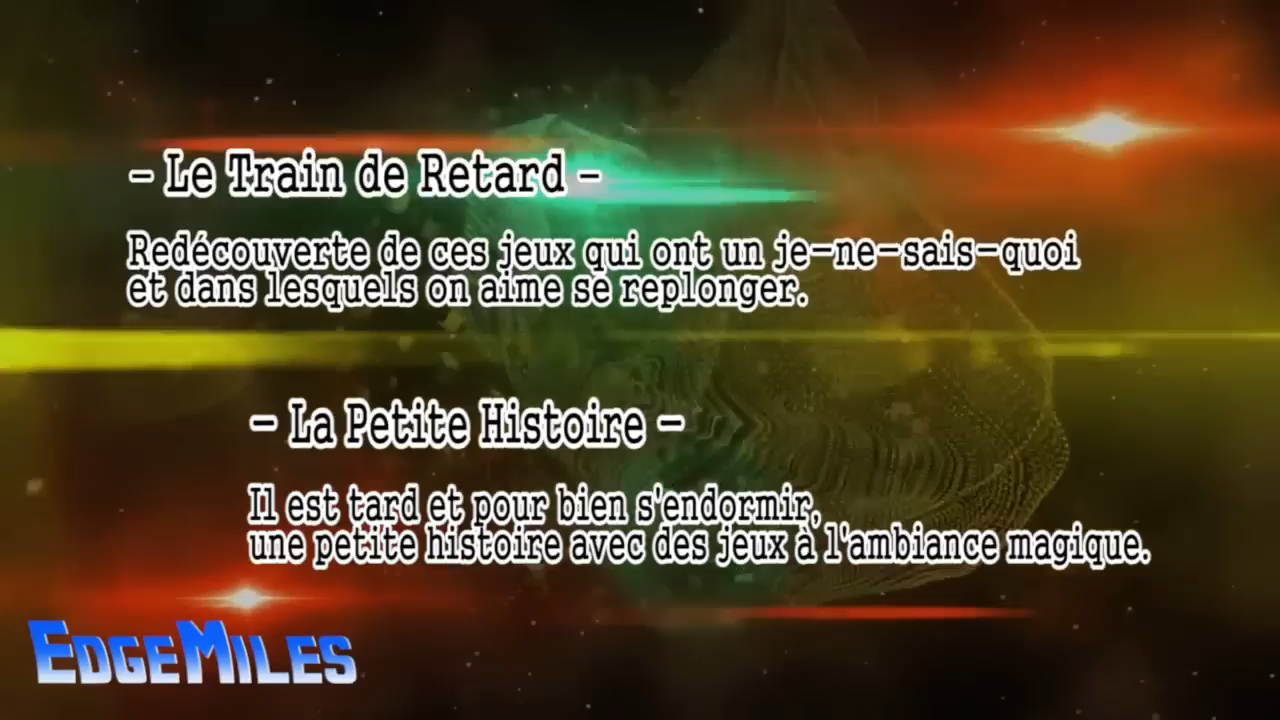 - Le Train de Retard -
Redécouverte de ces jeux qui ont un je-ne-sais-quoi
et dans lesquels on aime se replonger.
- La Petite Histoire -
Il est tard et pour bien s'endormir,
une petite histoire avec des jeux à l'ambiance magique.
EDGEMILES